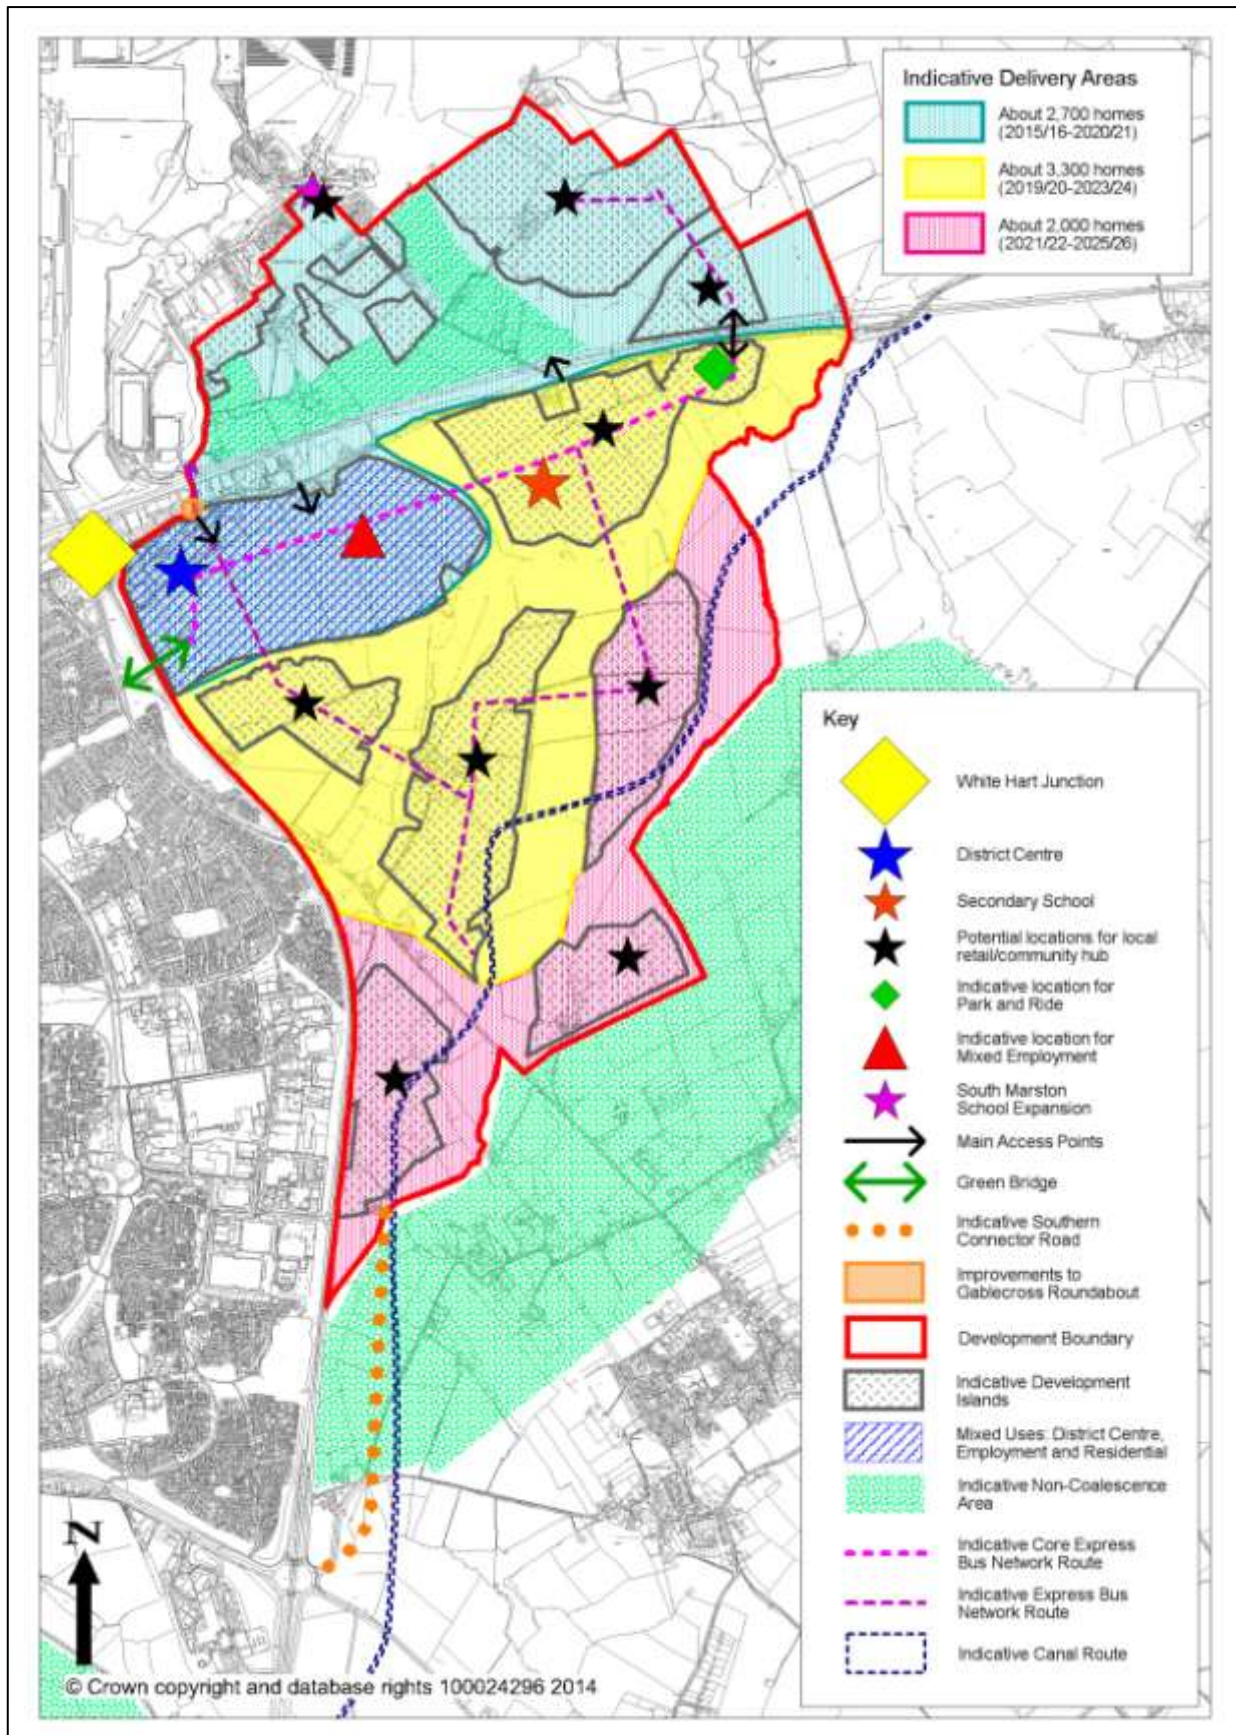 Indicative Delivery Areas
About 2,700 homes
(2015/16-2020/21)
About 3,300 homes
(2019/20-2023/24)
About 2,000 homes
(2021/22-2025/26)
Key
White Hart Junction
District Centre
Secondary School
Potential locations for local
retail/community hub
Indicative location for
Park and Ride
Indicative location for
Mixed Employment
South Marston
School Expansion
Main Access Points
Green Bridge
Indicative Southern
Connector Road
Improvements to
Gablecross Roundabout
Development Boundary
Indicative Development
Islands
Mixed Uses: District Centre,
Employment and Residential
Indicative Non-Coalescence
Area
Indicative Core Express
Bus Network Route
Indicative Express Bus
Network Route
Indicative Canal Route
N
© Crown copyright and database rights 100024296 2014